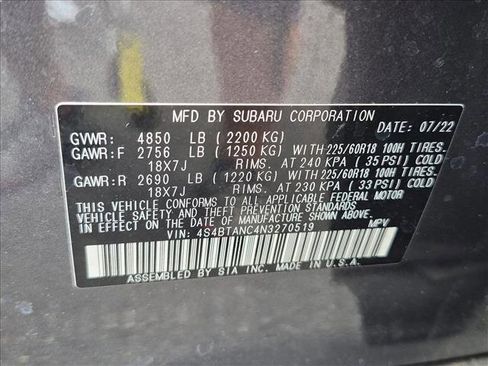 MFD BY SUBARU CORPORATION
GVWR: 4850 LB (2200 KG) DATE: 07/22
GAWR:F 2756 LB (1250 KG) WITH 225/60R18 100H TIRES.
18X7J RIMS. AT 240 KPA (35 PSI) COLD
GAWR:R 2690 LB (1220 KG) WITH 225/60R18 100H TIRES.
18X7J RIMS. AT 230 KPA (33 PSI) COLD
THIS VEHICLE CONFORMS TO ALL APPLICABLE FEDERAL MOTOR
VEHICLE SAFETY AND THEFT PREVENTION STANDARDS
IN EFFECT ON THE DATE OF MANUFACTURE SHOWN ABOVE.
VIN: 4S4BTANC4N3270519 MPV
ASSEMBLED BY SIA INC. MADE IN U.S.A.